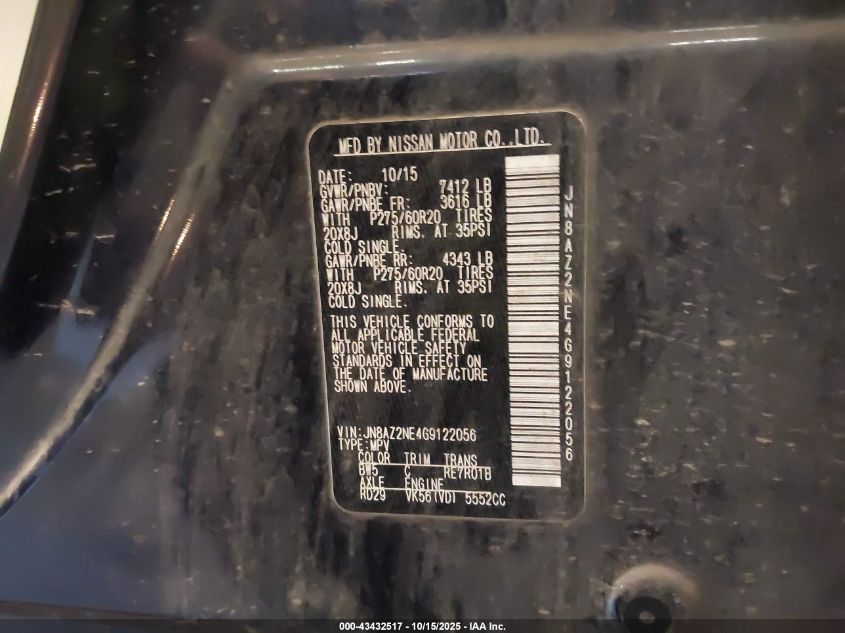 MFD BY NISSAN MOTOR CO.,LTD.
DATE: 10/15
GVWR/PNBV: 7412 LB
GAWR/PNBE FR: 3616 LB
WITH P275/60R20 TIRES
20X8J RIMS. AT 35PSI
COLD SINGLE.
GAWR/PNBE RR: 4343 LB
WITH P275/60R20 TIRES
20X8J RIMS. AT 35PSI
COLD SINGLE.
THIS VEHICLE CONFORMS TO
ALL APPLICABLE FEDERAL
MOTOR VEHICLE SAFETY
STANDARDS IN EFFECT ON
THE DATE OF MANUFACTURE
SHOWN ABOVE.
VIN:JN8AZ2NE4G9122056
TYPE:MPV
COLOR TRIM TRANS
BW5 C RE7R01B
AXLE ENGINE
RD29 VK56(VD) 5552CC
JN8AZ2NE4G9122056
000-43432517 - 10/15/2025 - IAA Inc.